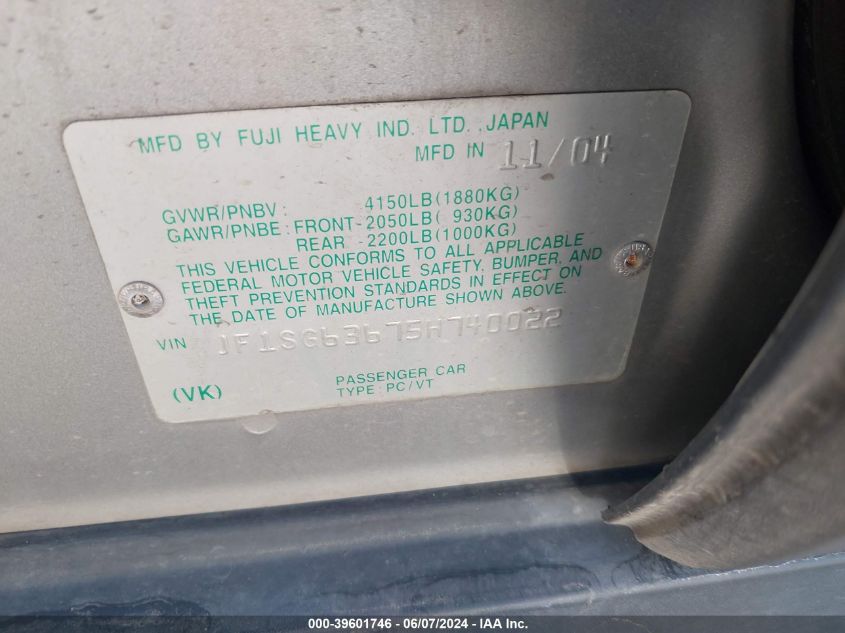 MFD BY FUJI HEAVY IND. LTD. JAPAN
MFD IN 11/04
GVWR/PNBV 4150LB(1880KG)
GAWR/PNBE:FRONT-2050LB( 930KG)
REAR -2200LB(1000KG)
THIS VEHICLE CONFORMS TO ALL APPLICABLE
FEDERAL MOTOR VEHICLE SAFETY, BUMPER, AND
THEFT PREVENTION STANDARDS IN EFFECT ON
THE DATE OF MANUFACTURE SHOWN ABOVE.
VIN JF1SG63675H740022
(VK)
PASSENGER CAR
TYPE:PC/VT
000-39601746 - 06/07/2024 - IAA Inc.